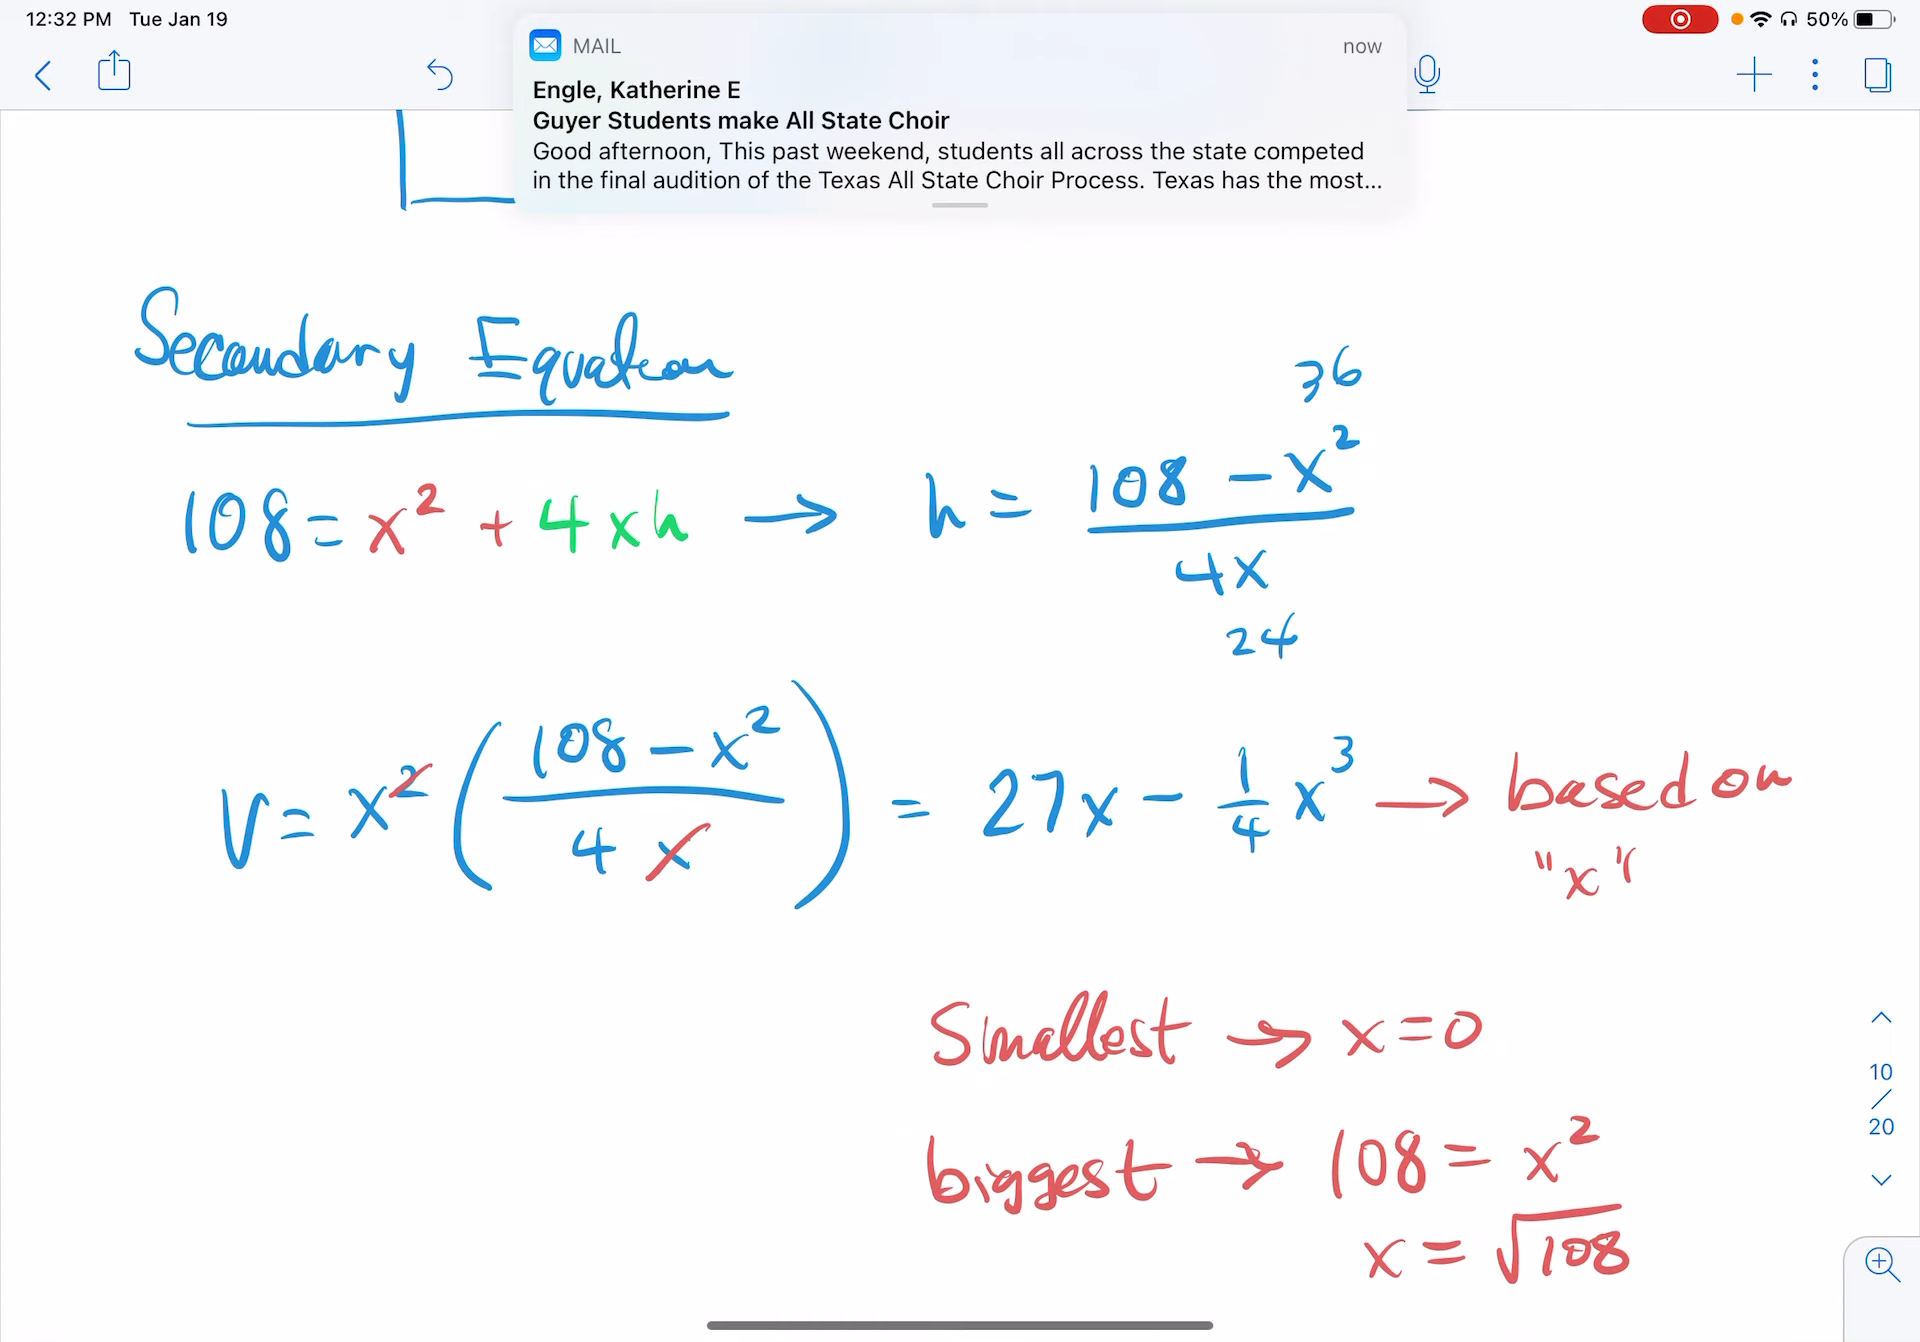 12:32 PM Tue Jan 19
50%
MAIL now
Engle, Katherine E
Guyer Students make All State Choir
Good afternoon, This past weekend, students all across the state competed
in the final audition of the Texas All State Choir Process. Texas has the most...
Secondary Equation
36
108 = x² + 4xh → h = (108 - x²)/(4x)
24
V = x² ((108 - x²)/(4x)) = 27x - 1/4 x³ → based on
"x"
Smallest → x = 0
biggest → 108 = x²
x = √108
10
/
20